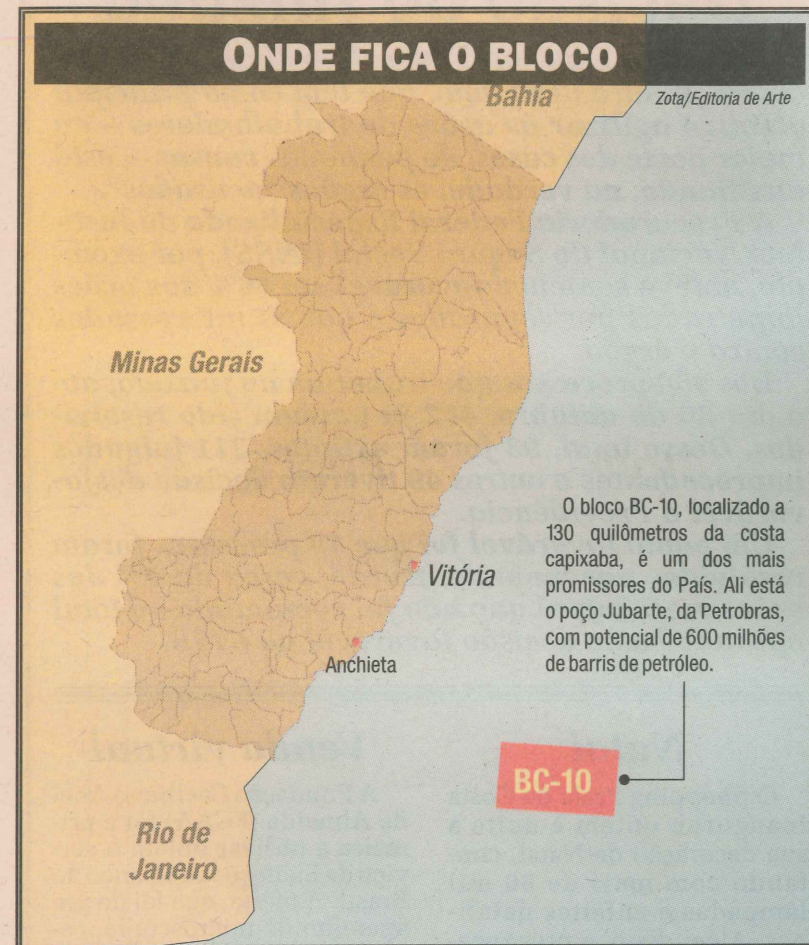 ONDE FICA O BLOCO
Bahia
Zota/Editoria de Arte
Minas Gerais
O bloco BC-10, localizado a
130 quilômetros da costa
capixaba, é um dos mais
promissores do País. Ali está
o poço Jubarte, da Petrobras,
com potencial de 600 milhões
de barris de petróleo.
Vitória
Anchieta
BC-10
Rio de
Janeiro